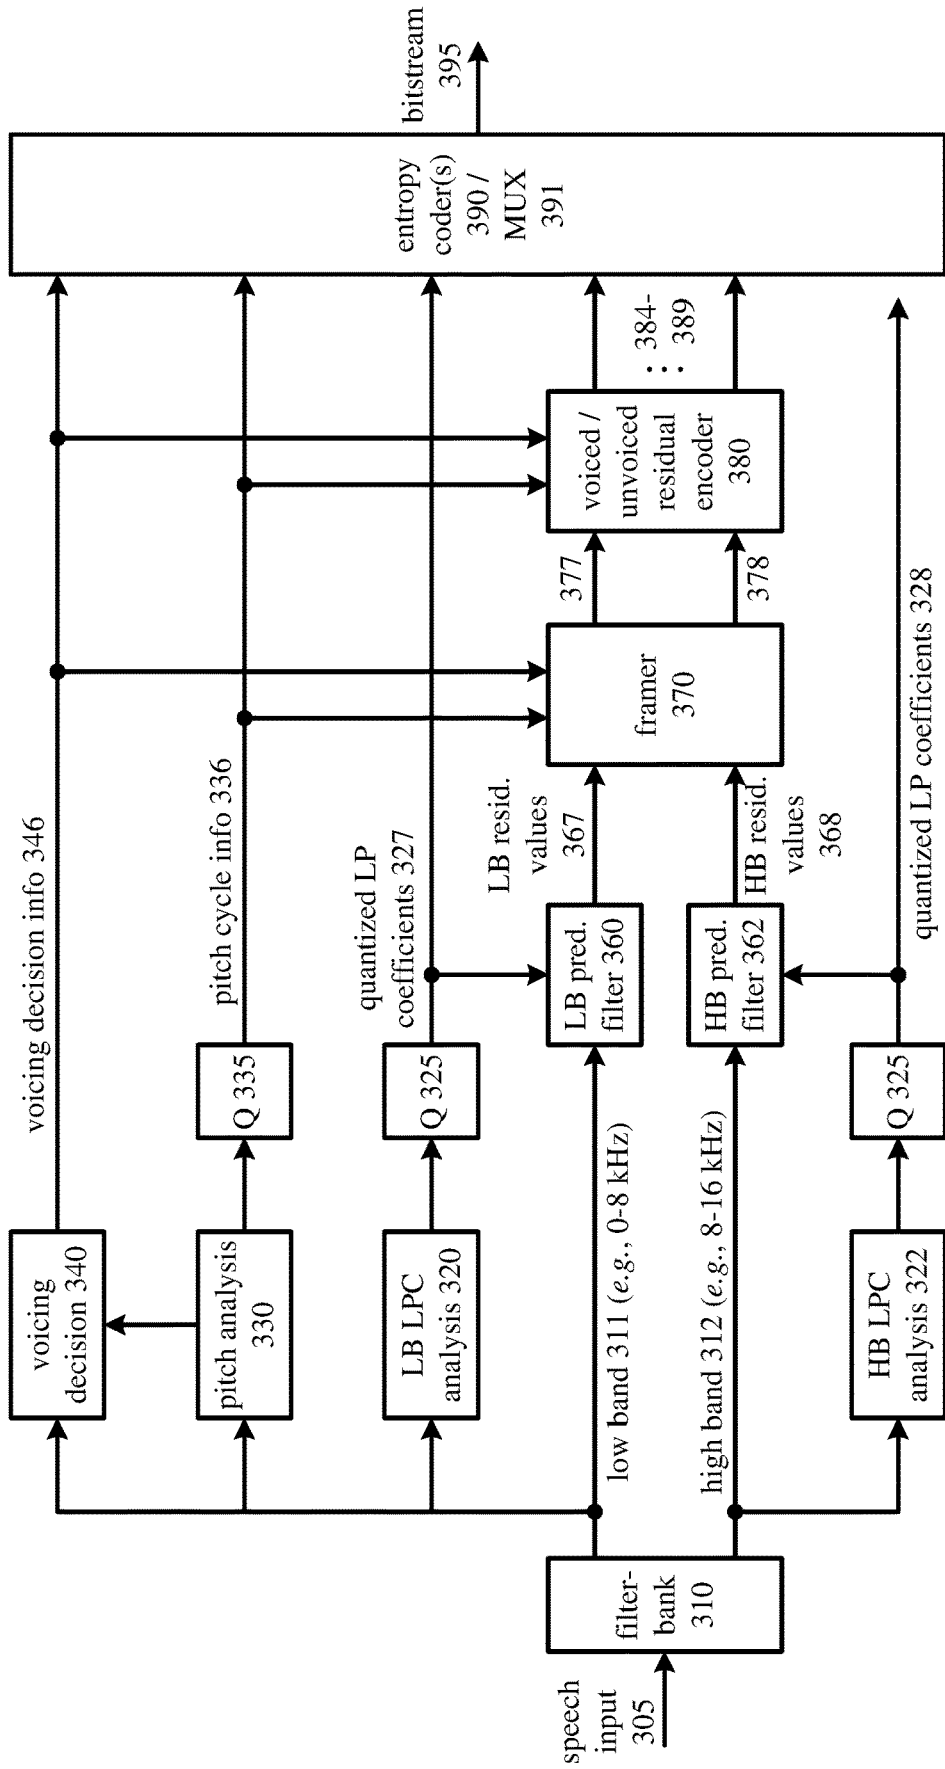 speech
input
305
filter-
bank
310
voicing
decision 340
voicing decision info 346
pitch analysis
330
Q 335
pitch cycle info 336
LB LPC
analysis 320
Q 325
quantized LP
coefficients 327
low band 311 (e.g., 0-8 kHz)
LB pred.
filter 360
LB resid.
values
367
high band 312 (e.g., 8-16 kHz)
HB pred.
filter 362
HB resid.
values
368
HB LPC
analysis 322
Q 325
quantized LP coefficients 328
framer
370
377
378
voiced /
unvoiced
residual
encoder
380
... 384-
389
entropy
coder(s)
390 /
MUX
391
bitstream
395